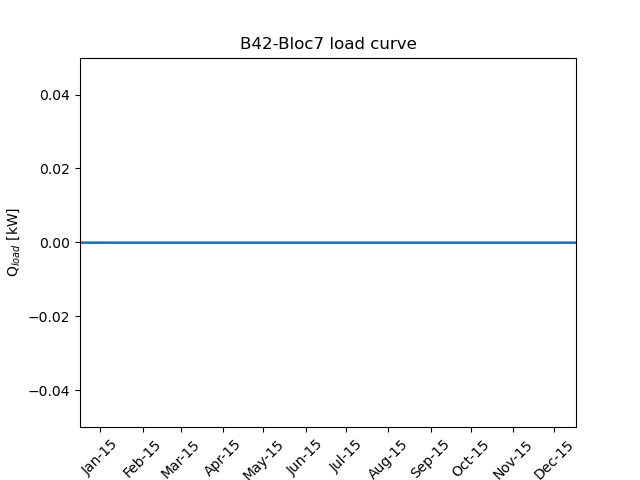 B42-Bloc7 load curve
0.04
0.02
0.00
−0.02
−0.04
Qload [kW]
Jan-15 Feb-15 Mar-15 Apr-15 May-15 Jun-15 Jul-15 Aug-15 Sep-15 Oct-15 Nov-15 Dec-15